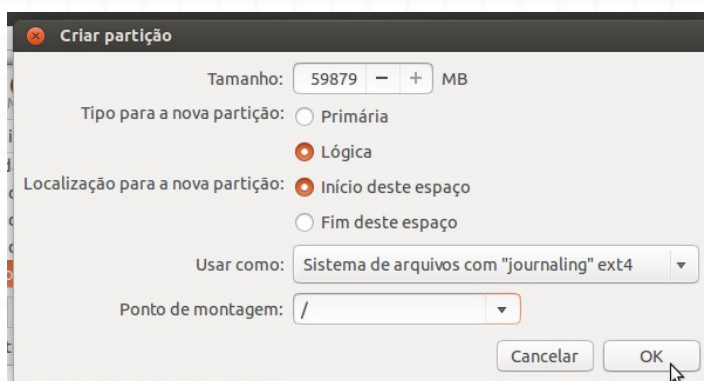 Criar partição
Tamanho: 59879 − + MB
Tipo para a nova partição: Primária
Lógica
Localização para a nova partição: Início deste espaço
Fim deste espaço
Usar como: Sistema de arquivos com "journaling" ext4
Ponto de montagem: /
Cancelar OK